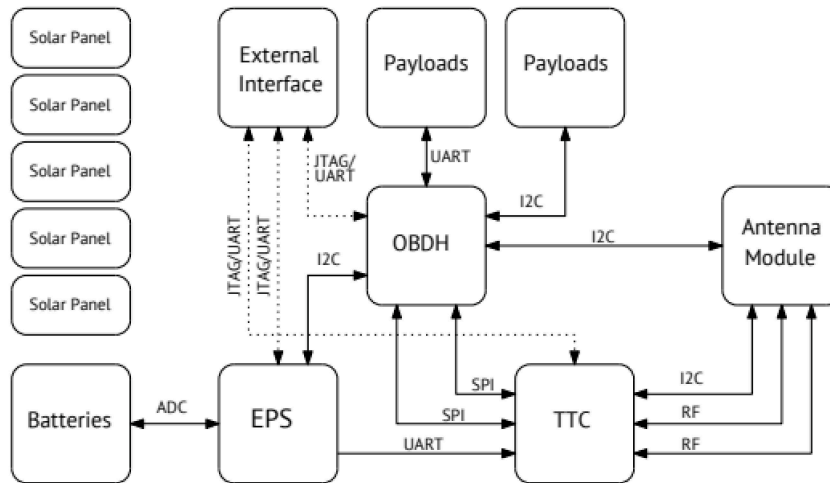 Solar Panel
External
Interface
Payloads
Payloads
Solar Panel
Solar Panel
Solar Panel
Solar Panel
JTAG/
UART
UART
I2C
OBDH
I2C
Antenna
Module
JTAG/UART
JTAG/UART
I2C
SPI
SPI
Batteries
ADC
EPS
UART
TTC
I2C
RF
RF